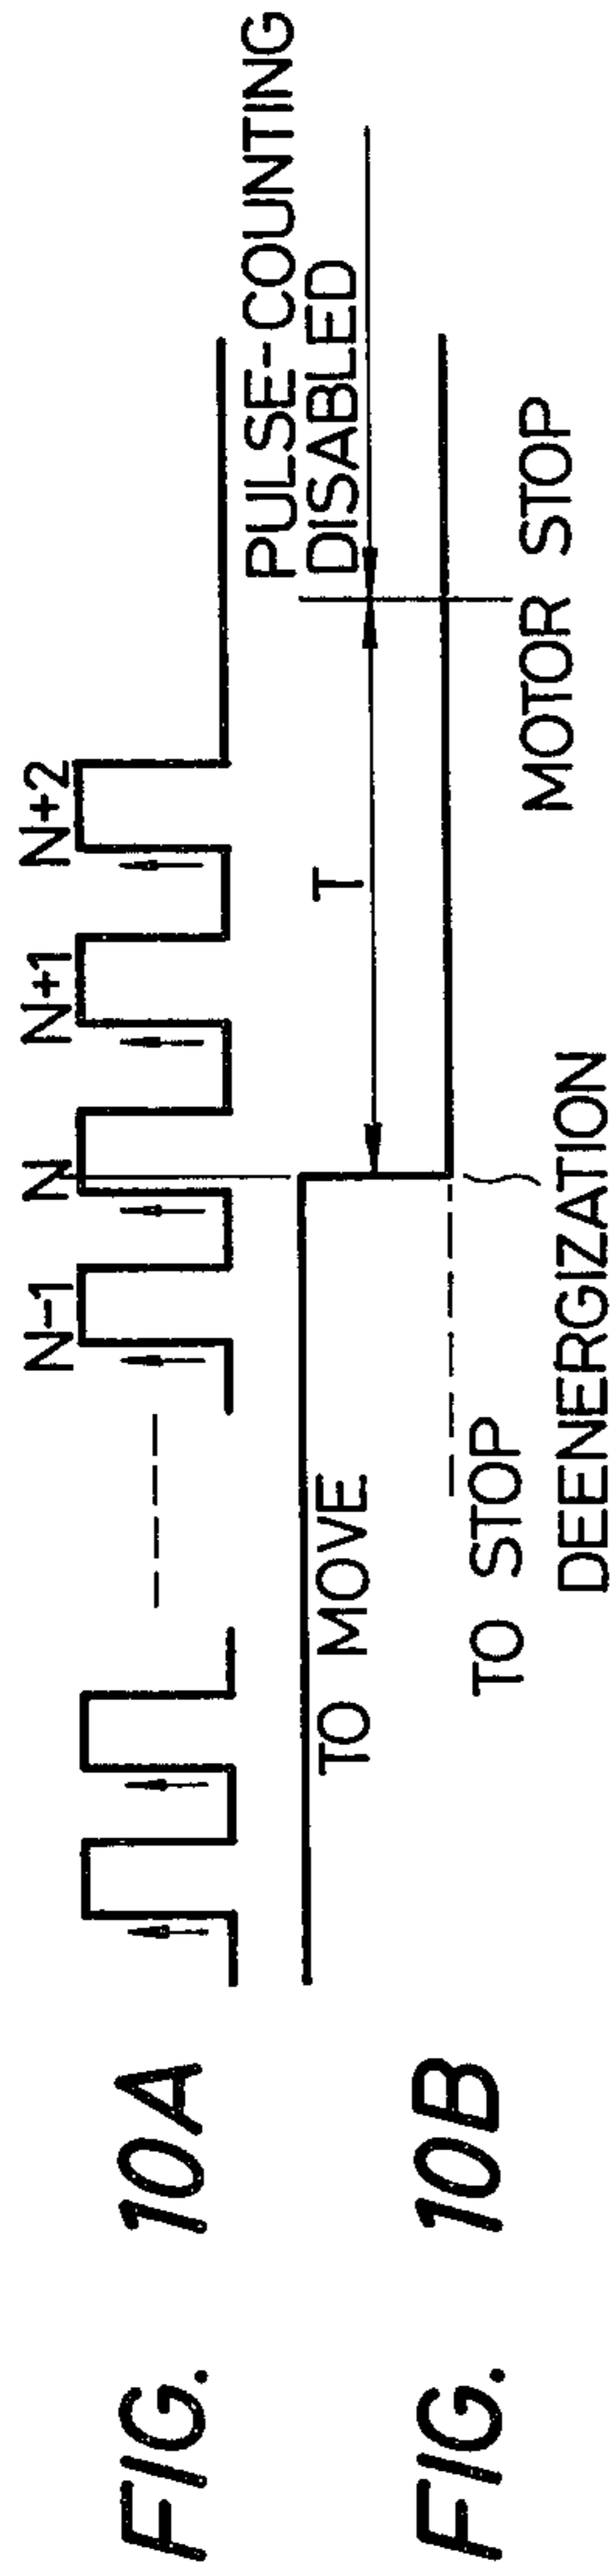 FIG. 10A
N-1 N N+1 N+2
PULSE-COUNTING
DISABLED
TO MOVE
T
FIG. 10B
TO STOP
MOTOR STOP
DEENERGIZATION